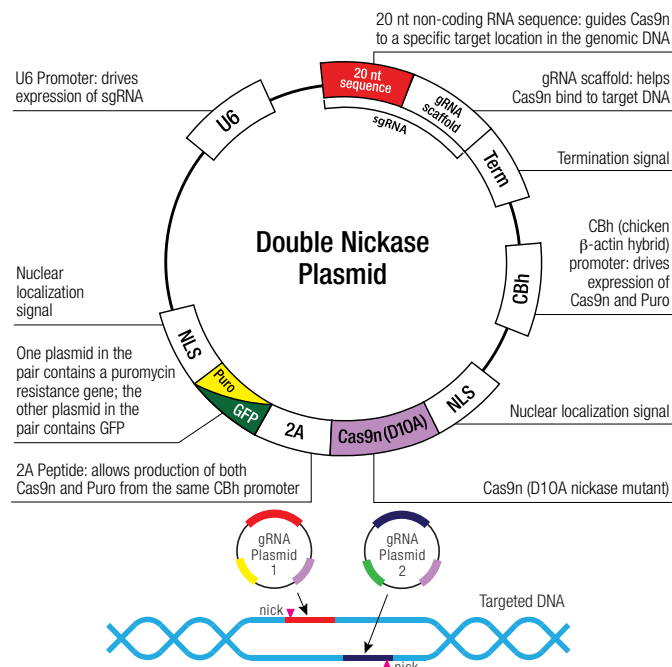 20 nt non-coding RNA sequence: guides Cas9n
to a specific target location in the genomic DNA
U6 Promoter: drives
expression of sgRNA
gRNA scaffold: helps
Cas9n bind to target DNA
20 nt
sequence
gRNA
scaffold
sgRNA
U6
Term
Termination signal
Double Nickase
Plasmid
CBh (chicken
β-actin hybrid)
promoter: drives
expression of
Cas9n and Puro
CBh
Nuclear
localization
signal
NLS
One plasmid in the
pair contains a puromycin
resistance gene; the
other plasmid in the
pair contains GFP
Puro
GFP
2A
Cas9n (D10A)
NLS
Nuclear localization signal
2A Peptide: allows production of both
Cas9n and Puro from the same CBh promoter
Cas9n (D10A nickase mutant)
gRNA
Plasmid
1
gRNA
Plasmid
2
Targeted DNA
nick
nick